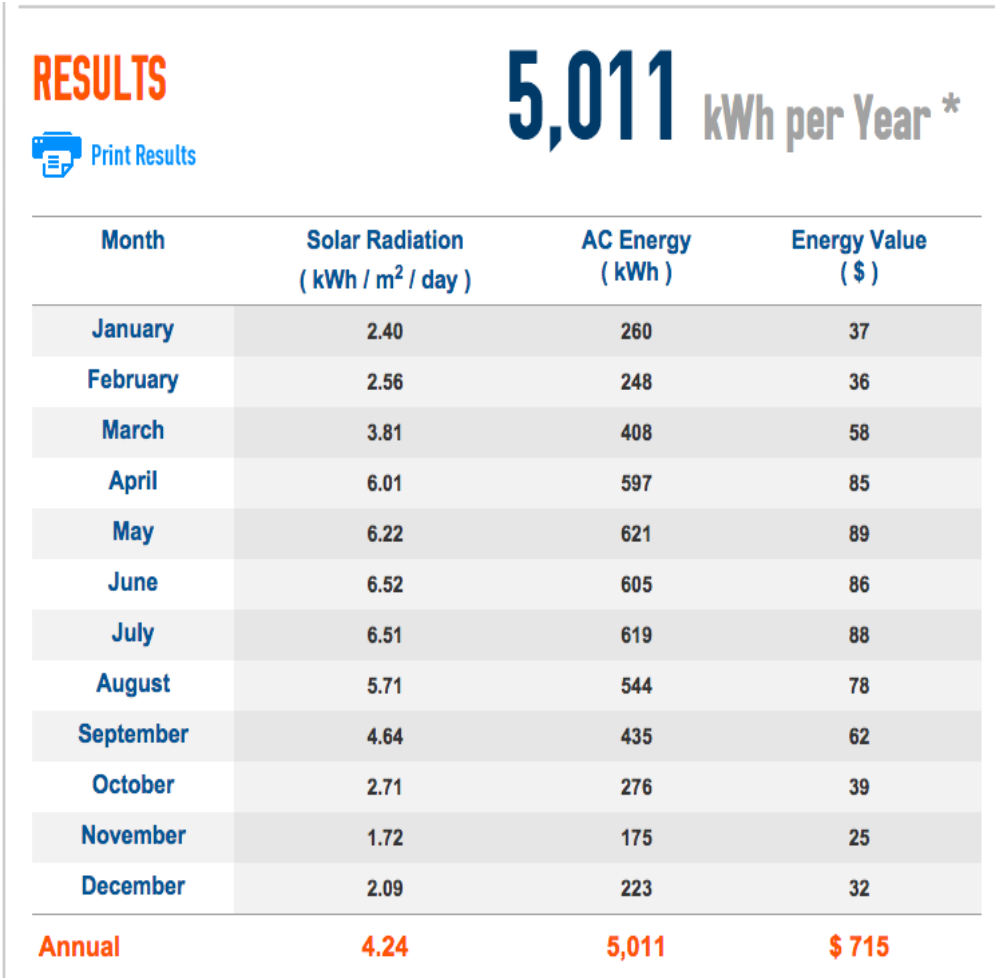 RESULTS
5,011 kWh per Year *
Print Results
Month Solar Radiation AC Energy Energy Value
( kWh / m² / day ) ( kWh ) ( $ )
January 2.40 260 37
February 2.56 248 36
March 3.81 408 58
April 6.01 597 85
May 6.22 621 89
June 6.52 605 86
July 6.51 619 88
August 5.71 544 78
September 4.64 435 62
October 2.71 276 39
November 1.72 175 25
December 2.09 223 32
Annual 4.24 5,011 $ 715